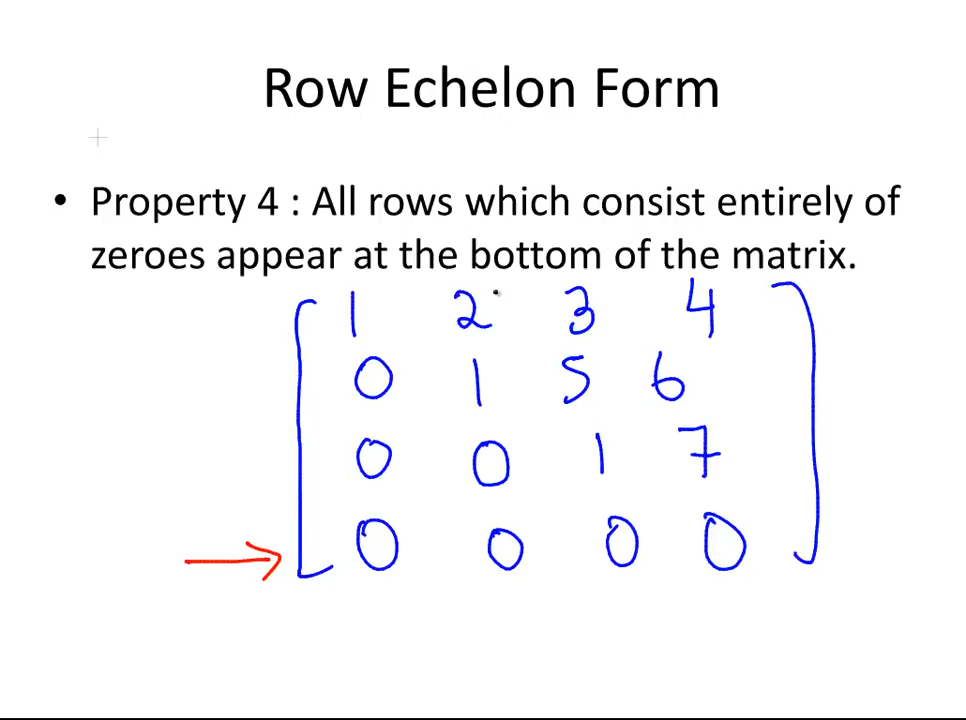 Row Echelon Form
• Property 4 : All rows which consist entirely of
zeroes appear at the bottom of the matrix.
1 2 3 4
0 1 5 6
0 0 1 7
0 0 0 0